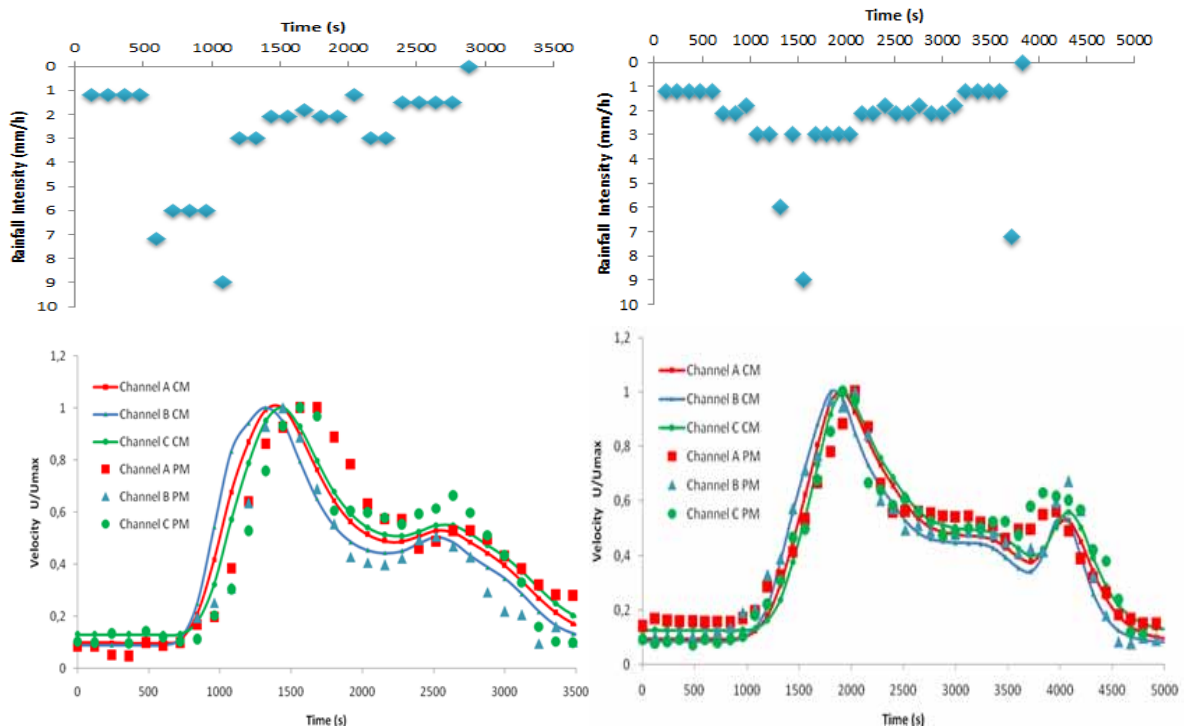 Time (s)
0 500 1000 1500 2000 2500 3000 3500
0
1
2
3
4
5
6
7
8
9
10
Rainfall Intensity (mm/h)
Time (s)
0 500 1000 1500 2000 2500 3000 3500 4000 4500 5000
0
1
2
3
4
5
6
7
8
9
10
Rainfall Intensity (mm/h)
1,2
1
0,8
0,6
0,4
0,2
0
Velocity U/Umax
Channel A CM
Channel B CM
Channel C CM
Channel A PM
Channel B PM
Channel C PM
0 500 1000 1500 2000 2500 3000 3500
Time (s)
1,2
1
0,8
0,6
0,4
0,2
0
Velocity U/Umax
Channel A CM
Channel B CM
Channel C CM
Channel A PM
Channel B PM
Channel C PM
0 500 1000 1500 2000 2500 3000 3500 4000 4500 5000
Time (s)